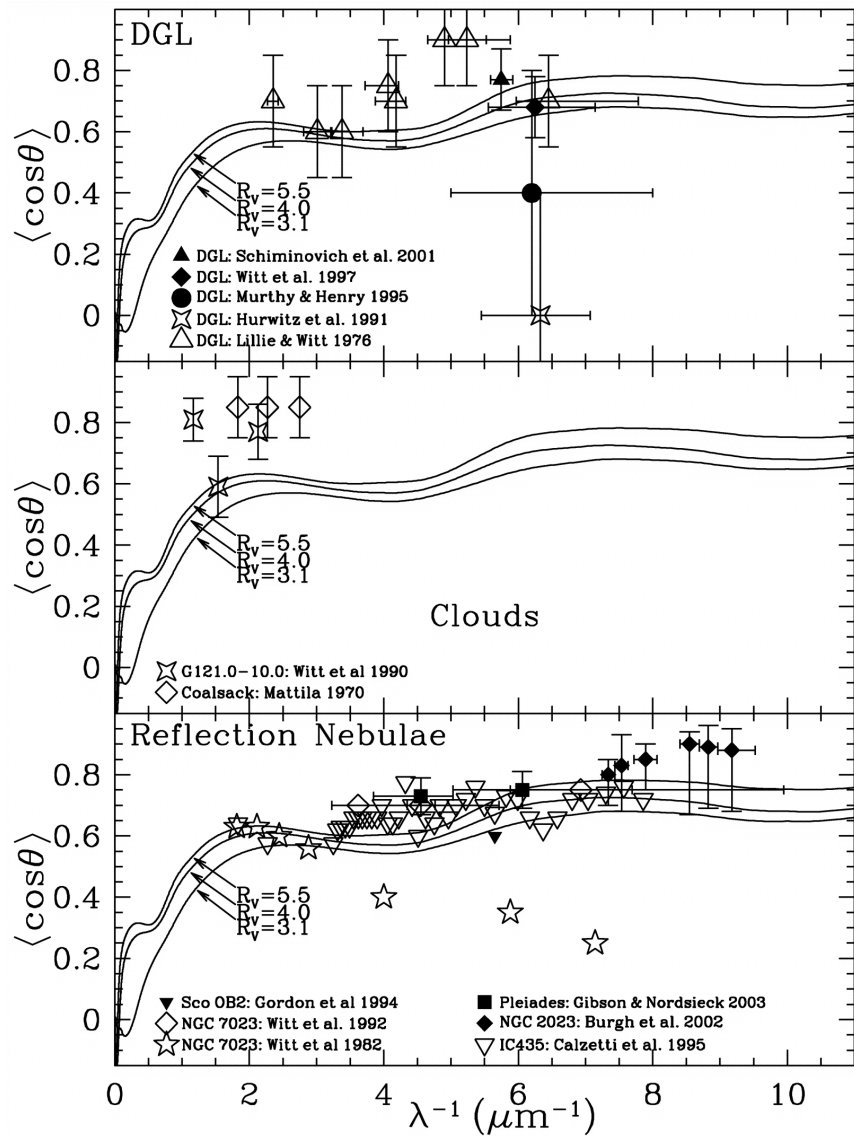 DGL
0.8
0.6
0.4
0.2
0
⟨cosθ⟩
R_V=5.5
R_V=4.0
R_V=3.1
DGL: Schiminovich et al. 2001
DGL: Witt et al. 1997
DGL: Murthy & Henry 1995
DGL: Hurwitz et al. 1991
DGL: Lillie & Witt 1976
0.8
0.6
0.4
0.2
0
⟨cosθ⟩
R_V=5.5
R_V=4.0
R_V=3.1
Clouds
G121.0-10.0: Witt et al 1990
Coalsack: Mattila 1970
Reflection Nebulae
0.8
0.6
0.4
0.2
0
⟨cosθ⟩
R_V=5.5
R_V=4.0
R_V=3.1
Sco OB2: Gordon et al 1994
NGC 7023: Witt et al. 1992
NGC 7023: Witt et al 1982
Pleiades: Gibson & Nordsieck 2003
NGC 2023: Burgh et al. 2002
IC435: Calzetti et al. 1995
0 2 4 6 8 10
λ⁻¹ (μm⁻¹)